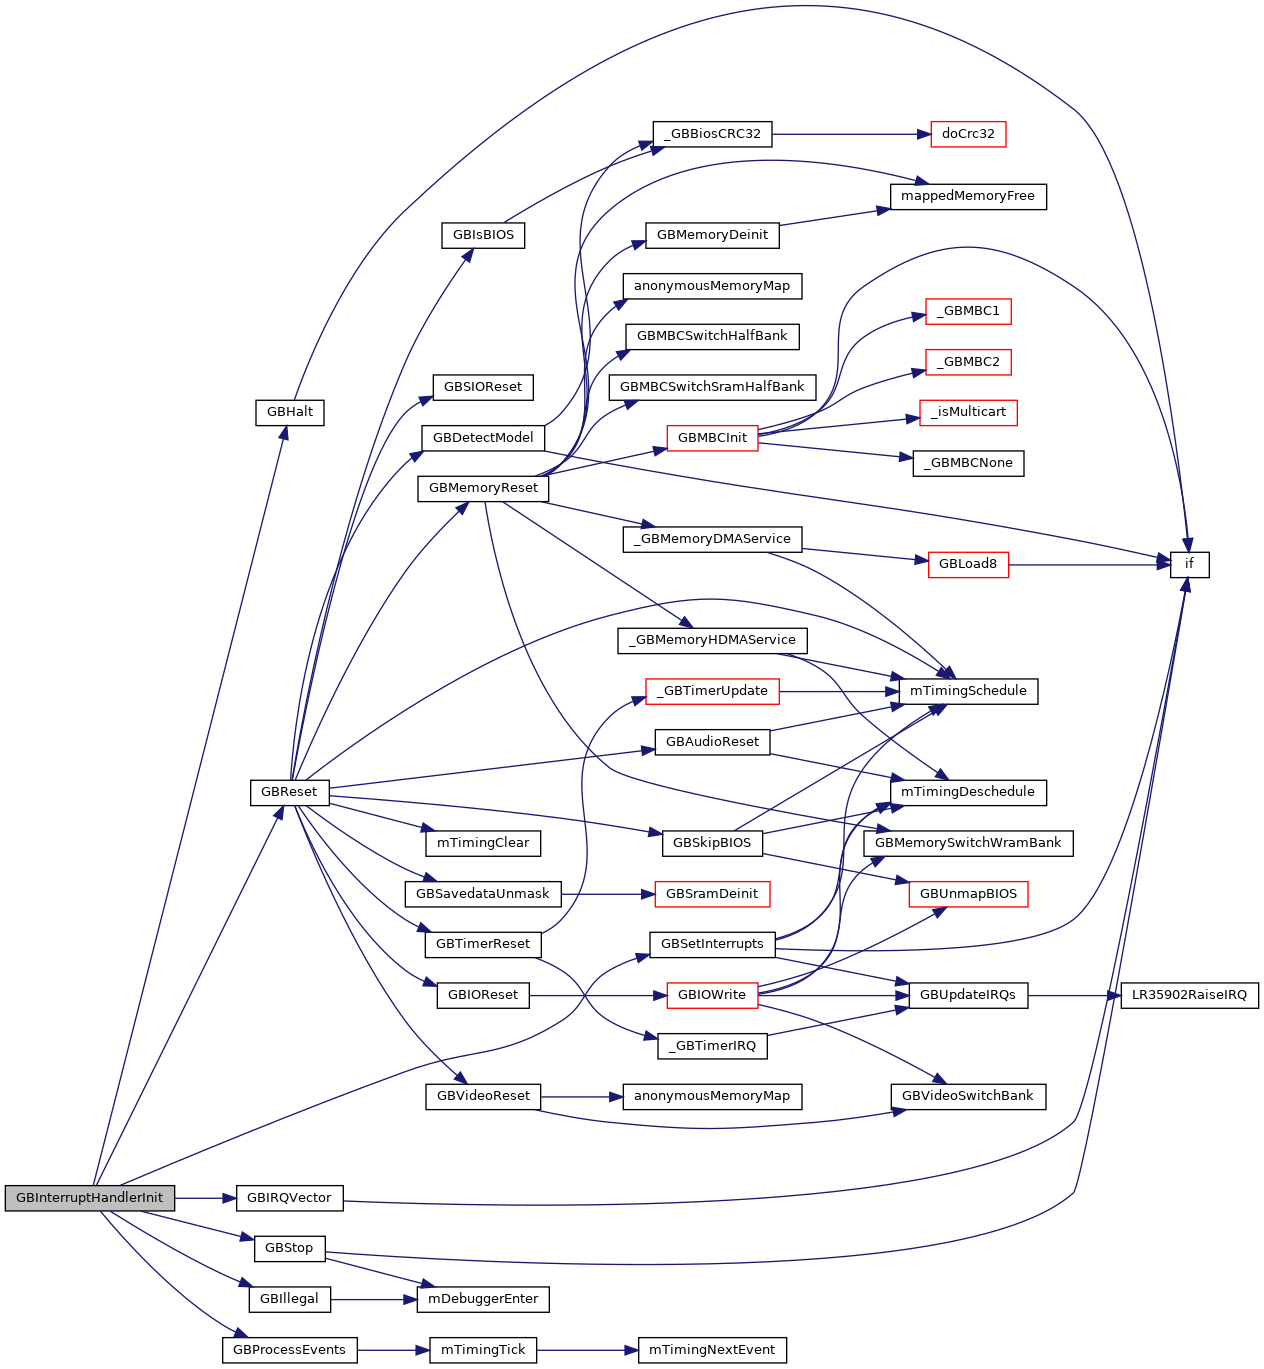 _GBBiosCRC32
doCrc32
mappedMemoryFree
GBIsBIOS
GBMemoryDeinit
anonymousMemoryMap
_GBMBC1
GBMBCSwitchHalfBank
_GBMBC2
GBSIOReset
GBMBCSwitchSramHalfBank
GBHalt
_isMulticart
GBDetectModel
GBMBCInit
_GBMBCNone
GBMemoryReset
_GBMemoryDMAService
GBLoad8
if
_GBMemoryHDMAService
_GBTimerUpdate
mTimingSchedule
GBAudioReset
GBReset
mTimingDeschedule
mTimingClear
GBSkipBIOS
GBMemorySwitchWramBank
GBSavedataUnmask
GBSramDeinit
GBUnmapBIOS
GBTimerReset
GBSetInterrupts
GBIOReset
GBIOWrite
GBUpdateIRQs
LR35902RaiseIRQ
_GBTimerIRQ
GBVideoReset
anonymousMemoryMap
GBVideoSwitchBank
GBInterruptHandlerInit
GBIRQVector
GBStop
GBIllegal
mDebuggerEnter
GBProcessEvents
mTimingTick
mTimingNextEvent